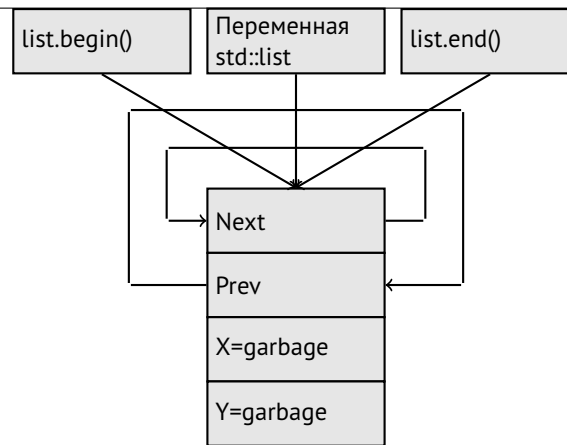 list.begin()
Переменная
std::list
list.end()
Next
Prev
X=garbage
Y=garbage